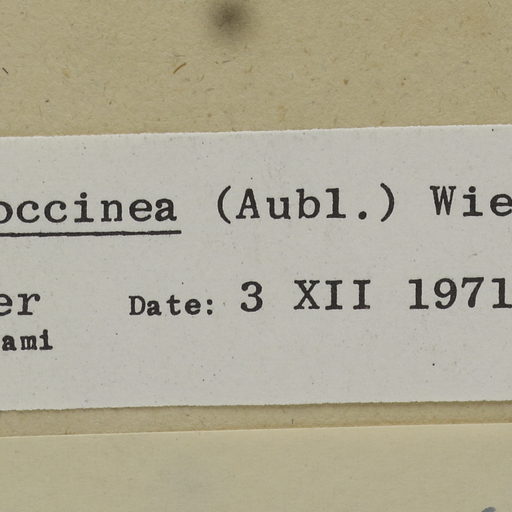 occinea (Aubl.) Wie
er Date: 3 XII 1971
ami